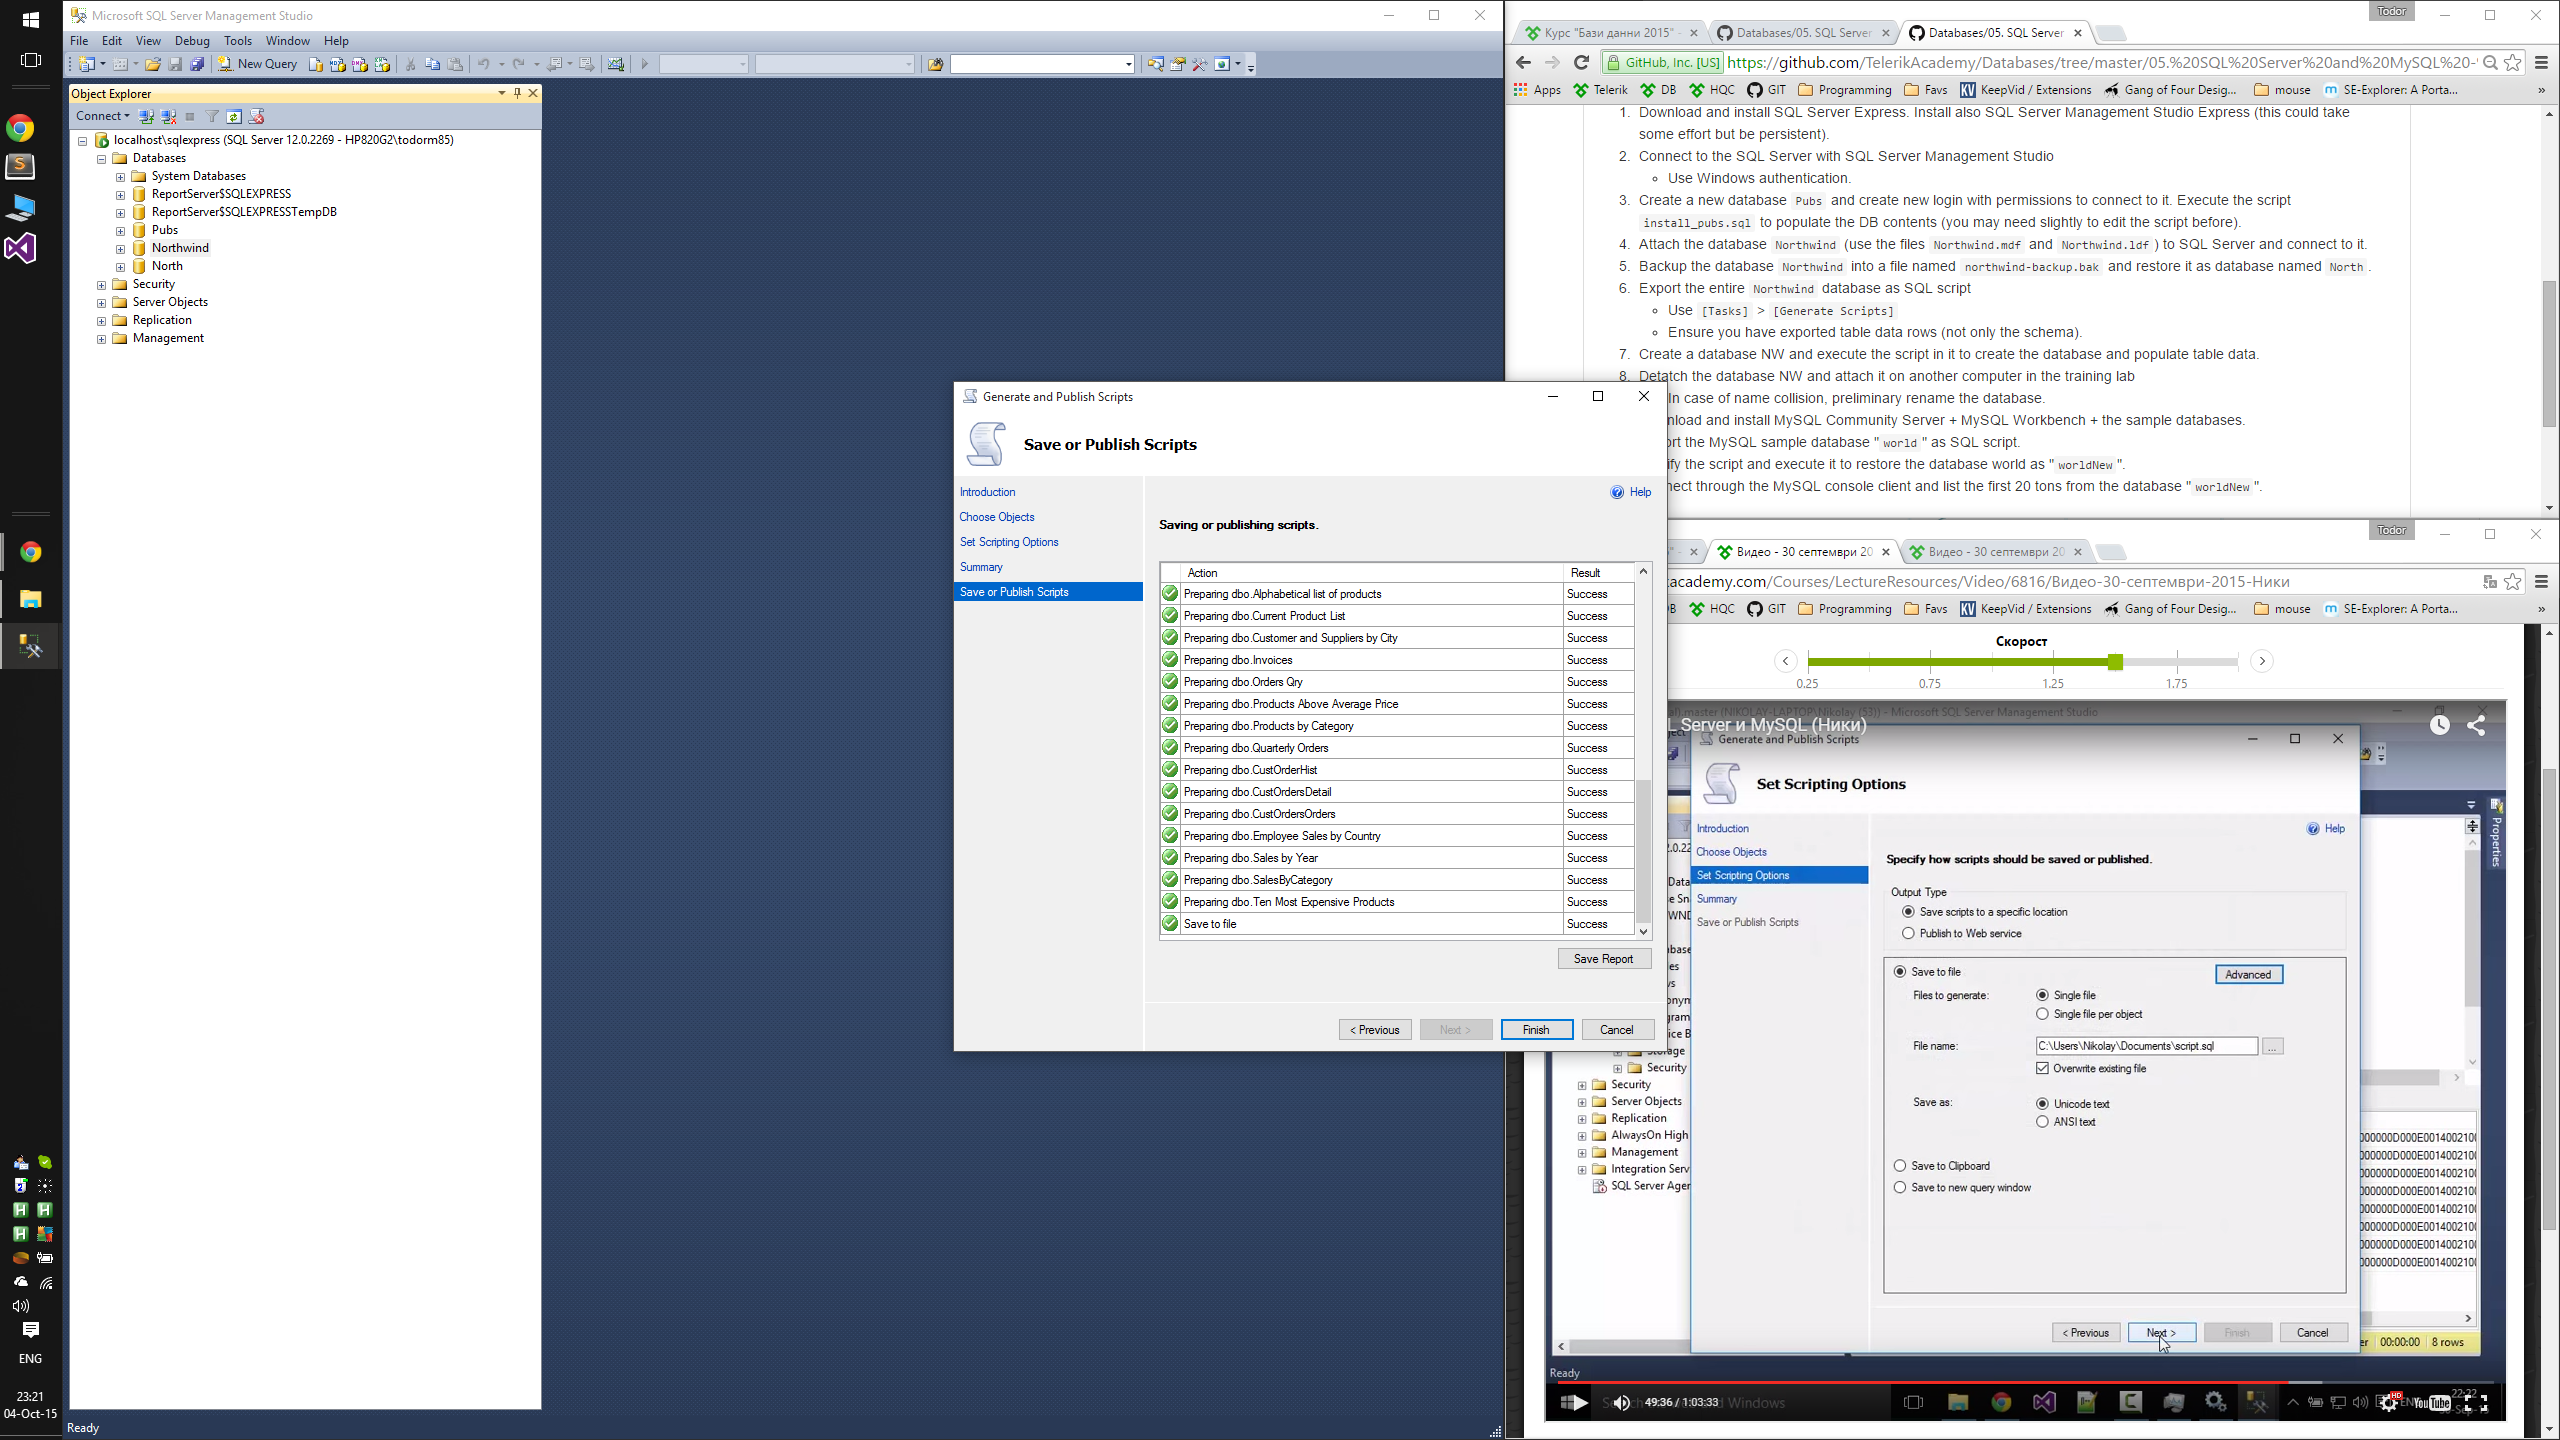 Microsoft SQL Server Management Studio
File Edit View Debug Tools Window Help
New Query
Object Explorer
Connect
localhost\sqlexpress (SQL Server 12.0.2269 - HP820G2\todorm85)
Databases
System Databases
ReportServer$SQLEXPRESS
ReportServer$SQLEXPRESSTempDB
Pubs
Northwind
North
Security
Server Objects
Replication
Management
Ready
ENG
23:21
04-Oct-15
Generate and Publish Scripts
Save or Publish Scripts
Introduction
Choose Objects
Set Scripting Options
Summary
Save or Publish Scripts
Help
Saving or publishing scripts.
Action Result
Preparing dbo.Alphabetical list of products Success
Preparing dbo.Current Product List Success
Preparing dbo.Customer and Suppliers by City Success
Preparing dbo.Invoices Success
Preparing dbo.Orders Qry Success
Preparing dbo.Products Above Average Price Success
Preparing dbo.Products by Category Success
Preparing dbo.Quarterly Orders Success
Preparing dbo.CustOrderHist Success
Preparing dbo.CustOrdersDetail Success
Preparing dbo.CustOrdersOrders Success
Preparing dbo.Employee Sales by Country Success
Preparing dbo.Sales by Year Success
Preparing dbo.SalesByCategory Success
Preparing dbo.Ten Most Expensive Products Success
Save to file Success
Save Report
< Previous Next > Finish Cancel
Todor
Курс "Бази данни 2015" - Databases/05. SQL Server Databases/05. SQL Server
GitHub, Inc. [US] https://github.com/TelerikAcademy/Databases/tree/master/05.%20SQL%20Server%20and%20MySQL%20-
Apps Telerik DB HQC GIT Programming Favs KeepVid / Extensions Gang of Four Desig... mouse SE-Explorer: A Porta... »
1. Download and install SQL Server Express. Install also SQL Server Management Studio Express (this could take
some effort but be persistent).
2. Connect to the SQL Server with SQL Server Management Studio
Use Windows authentication.
3. Create a new database Pubs and create new login with permissions to connect to it. Execute the script
install_pubs.sql to populate the DB contents (you may need slightly to edit the script before).
4. Attach the database Northwind (use the files Northwind.mdf and Northwind.ldf ) to SQL Server and connect to it.
5. Backup the database Northwind into a file named northwind-backup.bak and restore it as database named North .
6. Export the entire Northwind database as SQL script
Use [Tasks] > [Generate Scripts]
Ensure you have exported table data rows (not only the schema).
7. Create a database NW and execute the script in it to create the database and populate table data.
8. Detatch the database NW and attach it on another computer in the training lab
In case of name collision, preliminary rename the database.
nload and install MySQL Community Server + MySQL Workbench + the sample databases.
ort the MySQL sample database " world " as SQL script.
ify the script and execute it to restore the database world as " worldNew ".
nect through the MySQL console client and list the first 20 tons from the database " worldNew ".
Todor
Видео - 30 септември 20 Видео - 30 септември 20
academy.com/Courses/LectureResources/Video/6816/Видео-30-септември-2015-Ники
DB HQC GIT Programming Favs KeepVid / Extensions Gang of Four Desig... mouse SE-Explorer: A Porta... »
Скорост
0.25 0.75 1.25 1.75
master (NIKOLAY-LAPTOP\Nikolay (53)) - Microsoft SQL Server Management Studio
Server и MySQL (Ники)
Generate and Publish Scripts
Set Scripting Options
Introduction
Choose Objects
Set Scripting Options
Summary
Save or Publish Scripts
Help
Specify how scripts should be saved or published.
Output Type
Save scripts to a specific location
Publish to Web service
Save to file Advanced
Files to generate: Single file
Single file per object
File name: C:\Users\Nikolay\Documents\script.sql ...
Overwrite existing file
Save as: Unicode text
ANSI text
Save to Clipboard
Save to new query window
< Previous Next > Finish Cancel
Properties
Storage
Security
Security
Server Objects
Replication
AlwaysOn High
Management
Integration Serv
SQL Server Ager
00:00:00 8 rows
Ready
49:36 / 1:03:33
Windows
HD
YouTube
22:22